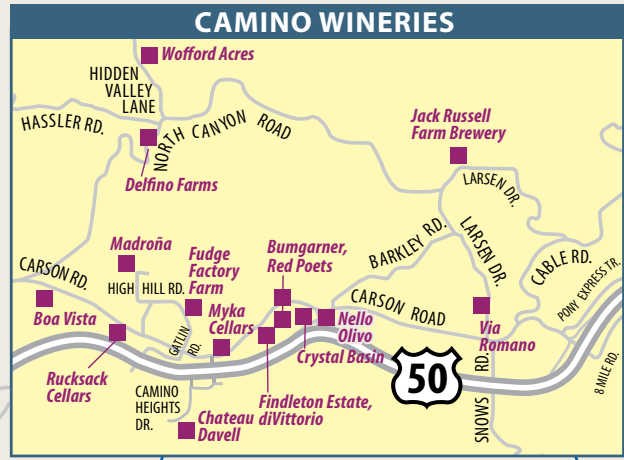 CAMINO WINERIES
Wofford Acres
HIDDEN
VALLEY
LANE
HASSLER RD.
NORTH CANYON ROAD
Jack Russell
Farm Brewery
Delfino Farms
LARSEN DR.
Madroña
Fudge
Factory
Farm
Bumgarner,
Red Poets
BARKLEY RD.
LARSEN DR.
CABLE RD.
PONY EXPRESS TR.
CARSON RD.
HIGH HILL RD.
Boa Vista
GATLIN
RD.
Myka
Cellars
Nello
Olivo
CARSON ROAD
Via
Romano
Crystal Basin
Rucksack
Cellars
CAMINO
HEIGHTS
DR.
Chateau
Davell
Findleton Estate,
diVittorio
50
SNOWS RD.
8 MILE RD.